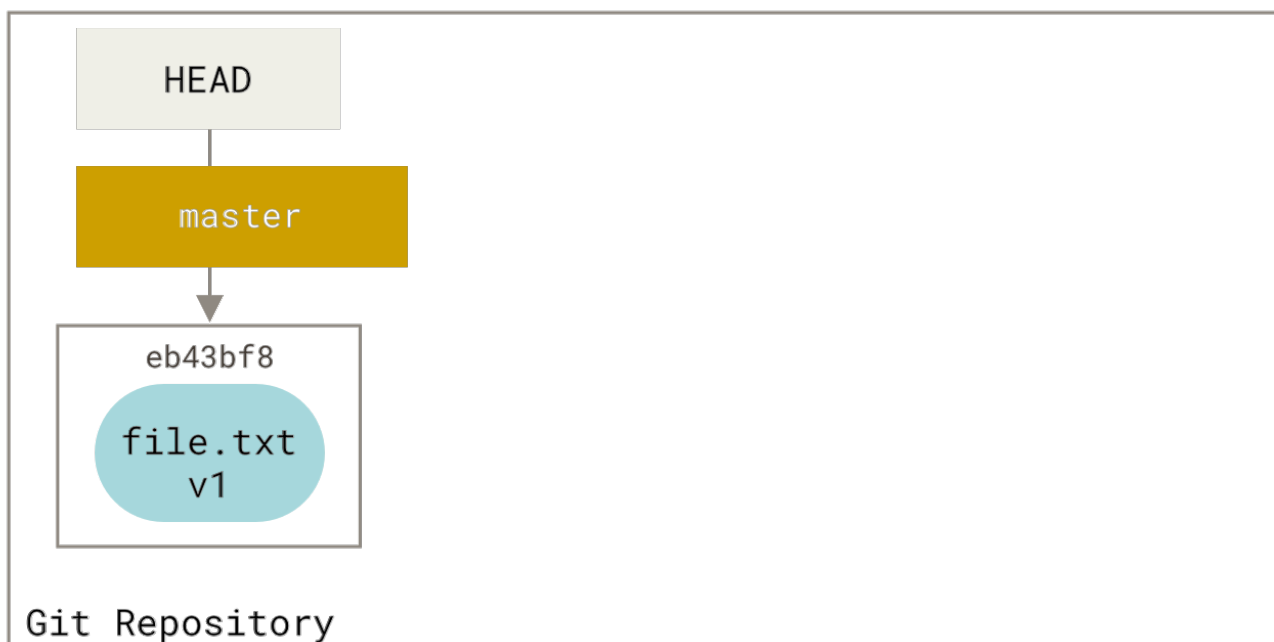 HEAD
master
eb43bf8
file.txt
v1
Git Repository